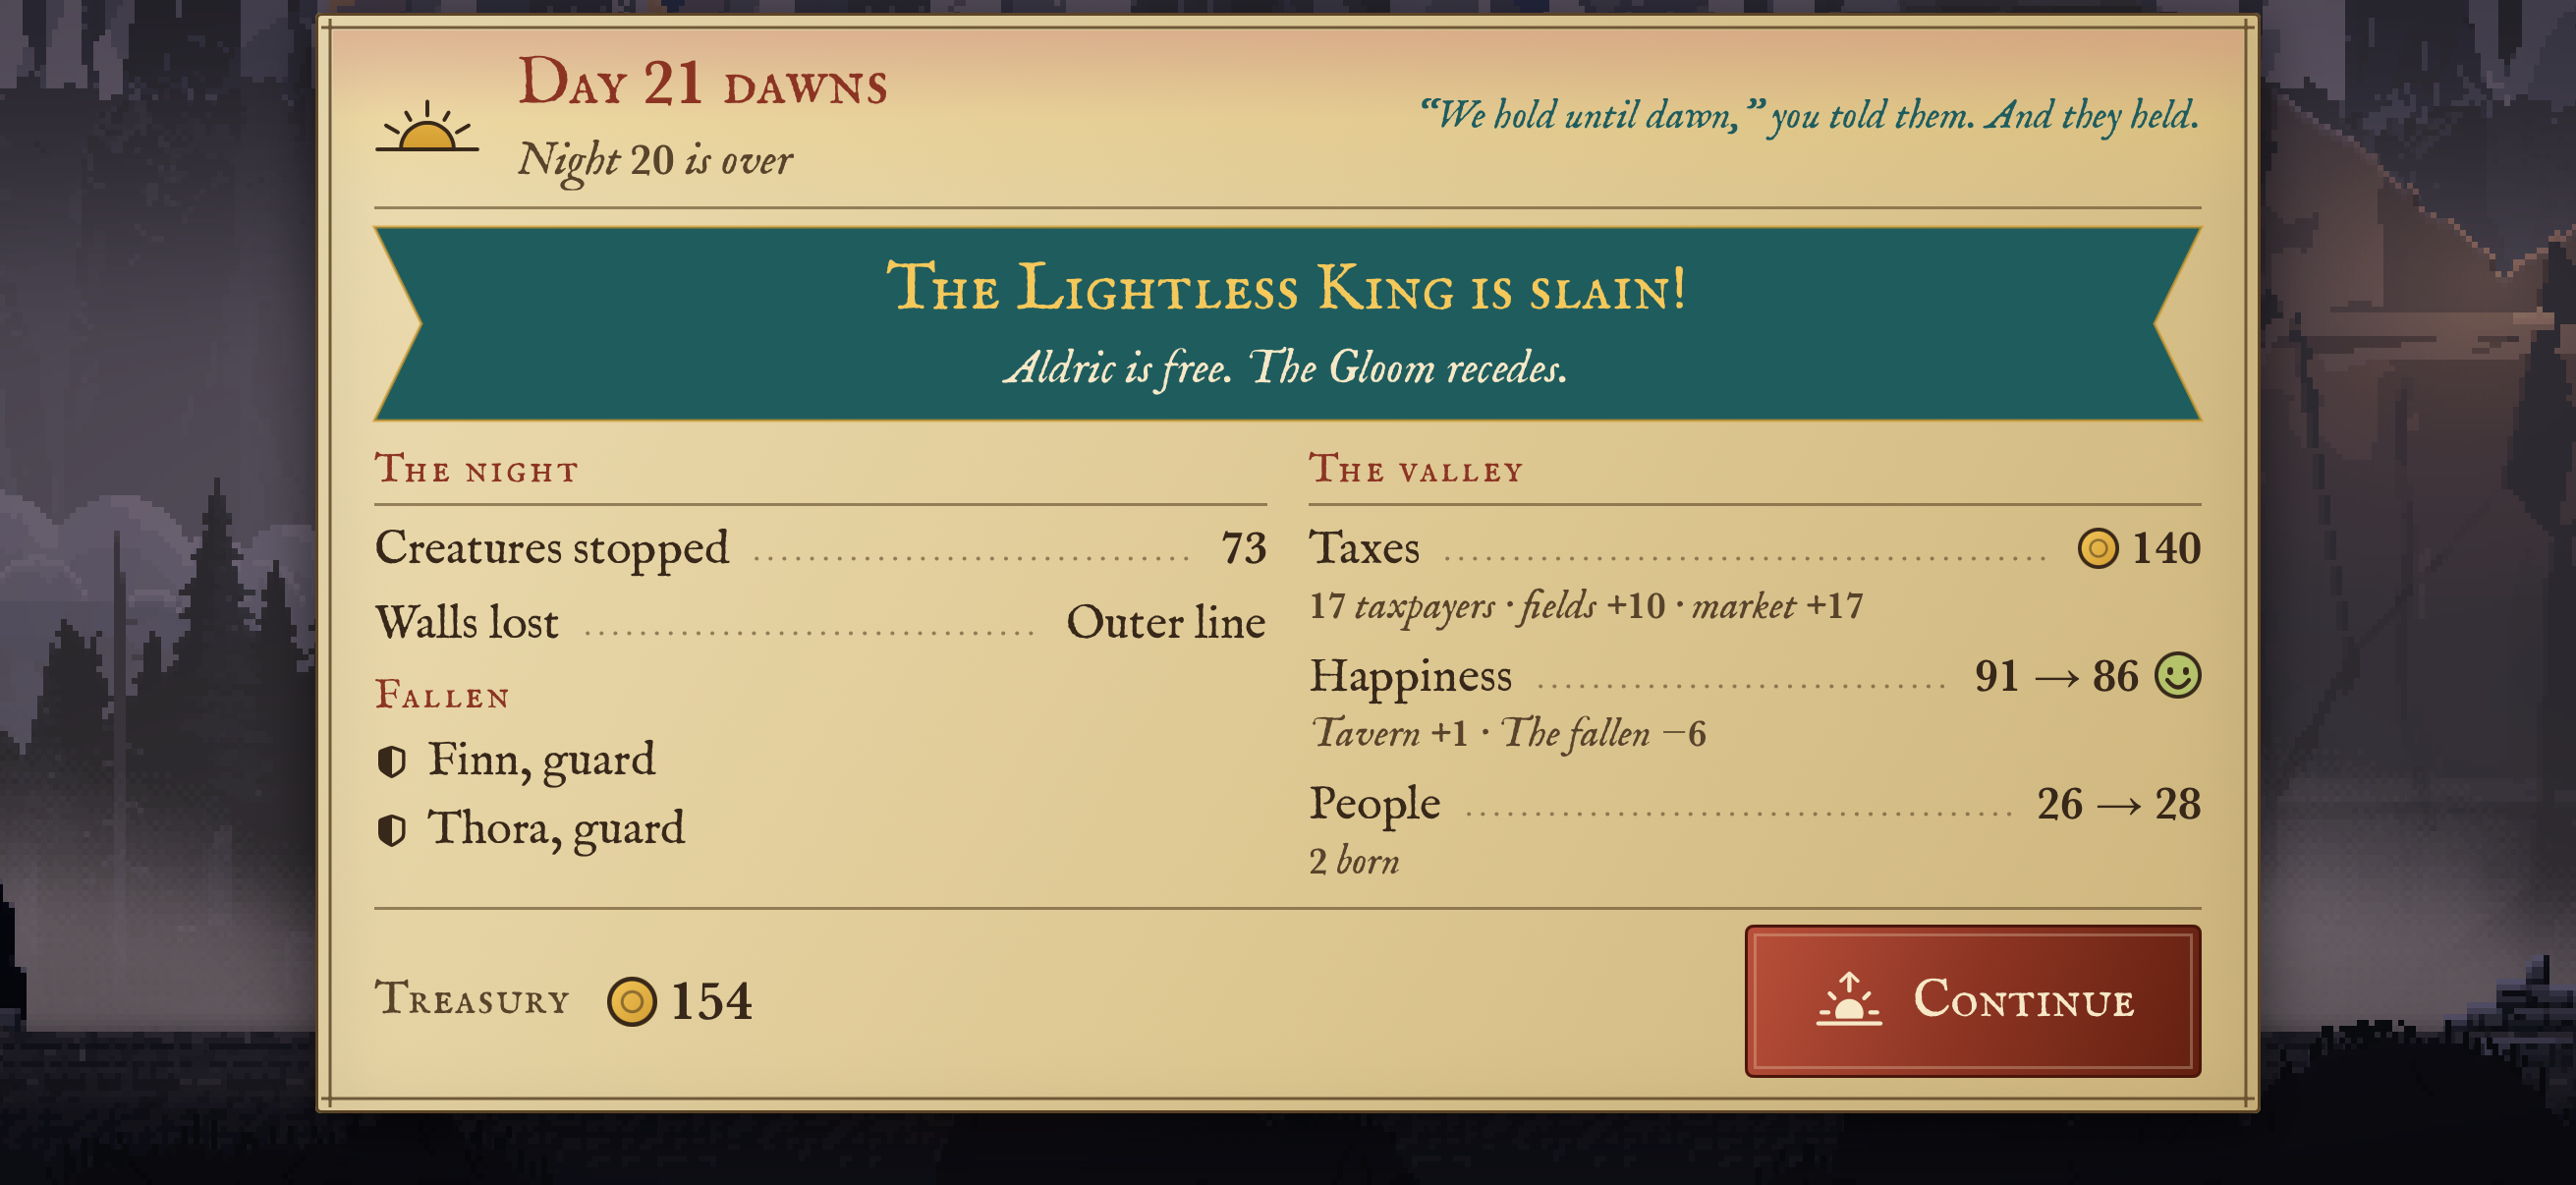 Day 21 dawns
Night 20 is over
“We hold until dawn,” you told them. And they held.
The Lightless King is slain!
Aldric is free. The Gloom recedes.
The night
Creatures stopped 73
Walls lost Outer line
Fallen
Finn, guard
Thora, guard
The valley
Taxes 140
17 taxpayers · fields +10 · market +17
Happiness 91 → 86
Tavern +1 · The fallen −6
People 26 → 28
2 born
Treasury 154
Continue